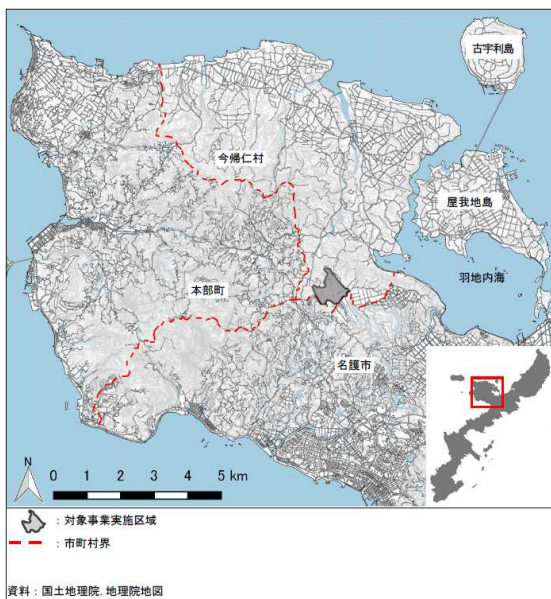 古宇利島
今帰仁村
屋我地島
羽地内海
本部町
名護市
N
0 1 2 3 4 5 km
：対象事業実施区域
：市町村界
資料：国土地理院. 地理院地図